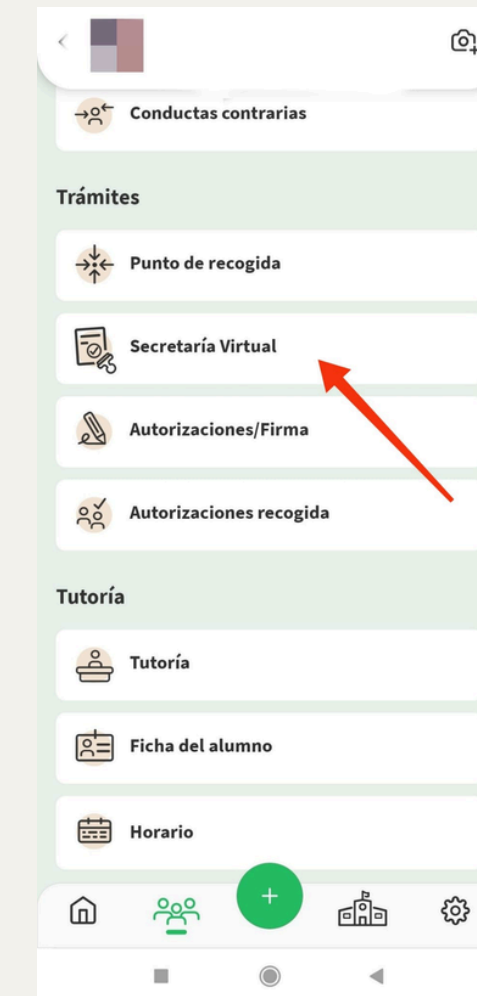 Conductas contrarias
Trámites
Punto de recogida
Secretaría Virtual
Autorizaciones/Firma
Autorizaciones recogida
Tutoría
Tutoría
Ficha del alumno
Horario